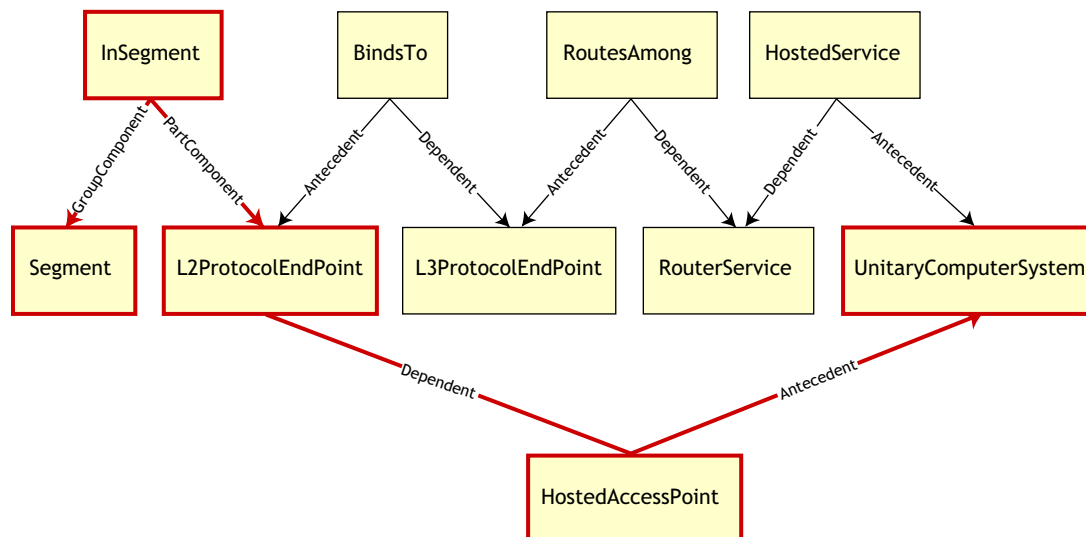 InSegment
BindsTo
RoutesAmong
HostedService
GroupComponent
PartComponent
Antecedent
Dependent
Antecedent
Dependent
Dependent
Antecedent
Segment
L2ProtocolEndPoint
L3ProtocolEndPoint
RouterService
UnitaryComputerSystem
Dependent
Antecedent
HostedAccessPoint